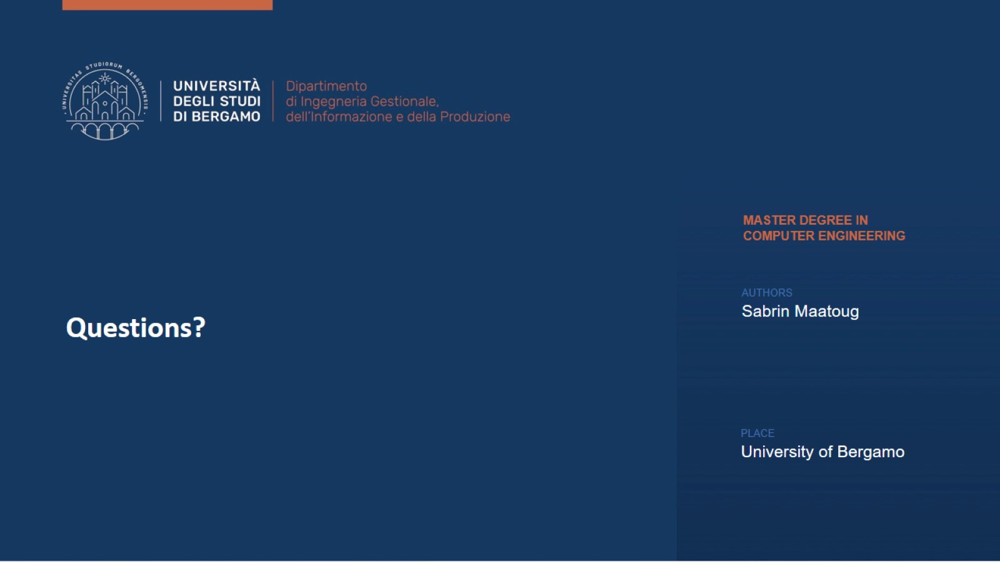 UNIVERSITAS STUDIORUM BERGOMENSIS
UNIVERSITÀ
DEGLI STUDI
DI BERGAMO
Dipartimento
di Ingegneria Gestionale,
dell'Informazione e della Produzione
MASTER DEGREE IN
COMPUTER ENGINEERING
AUTHORS
Sabrin Maatoug
Questions?
PLACE
University of Bergamo